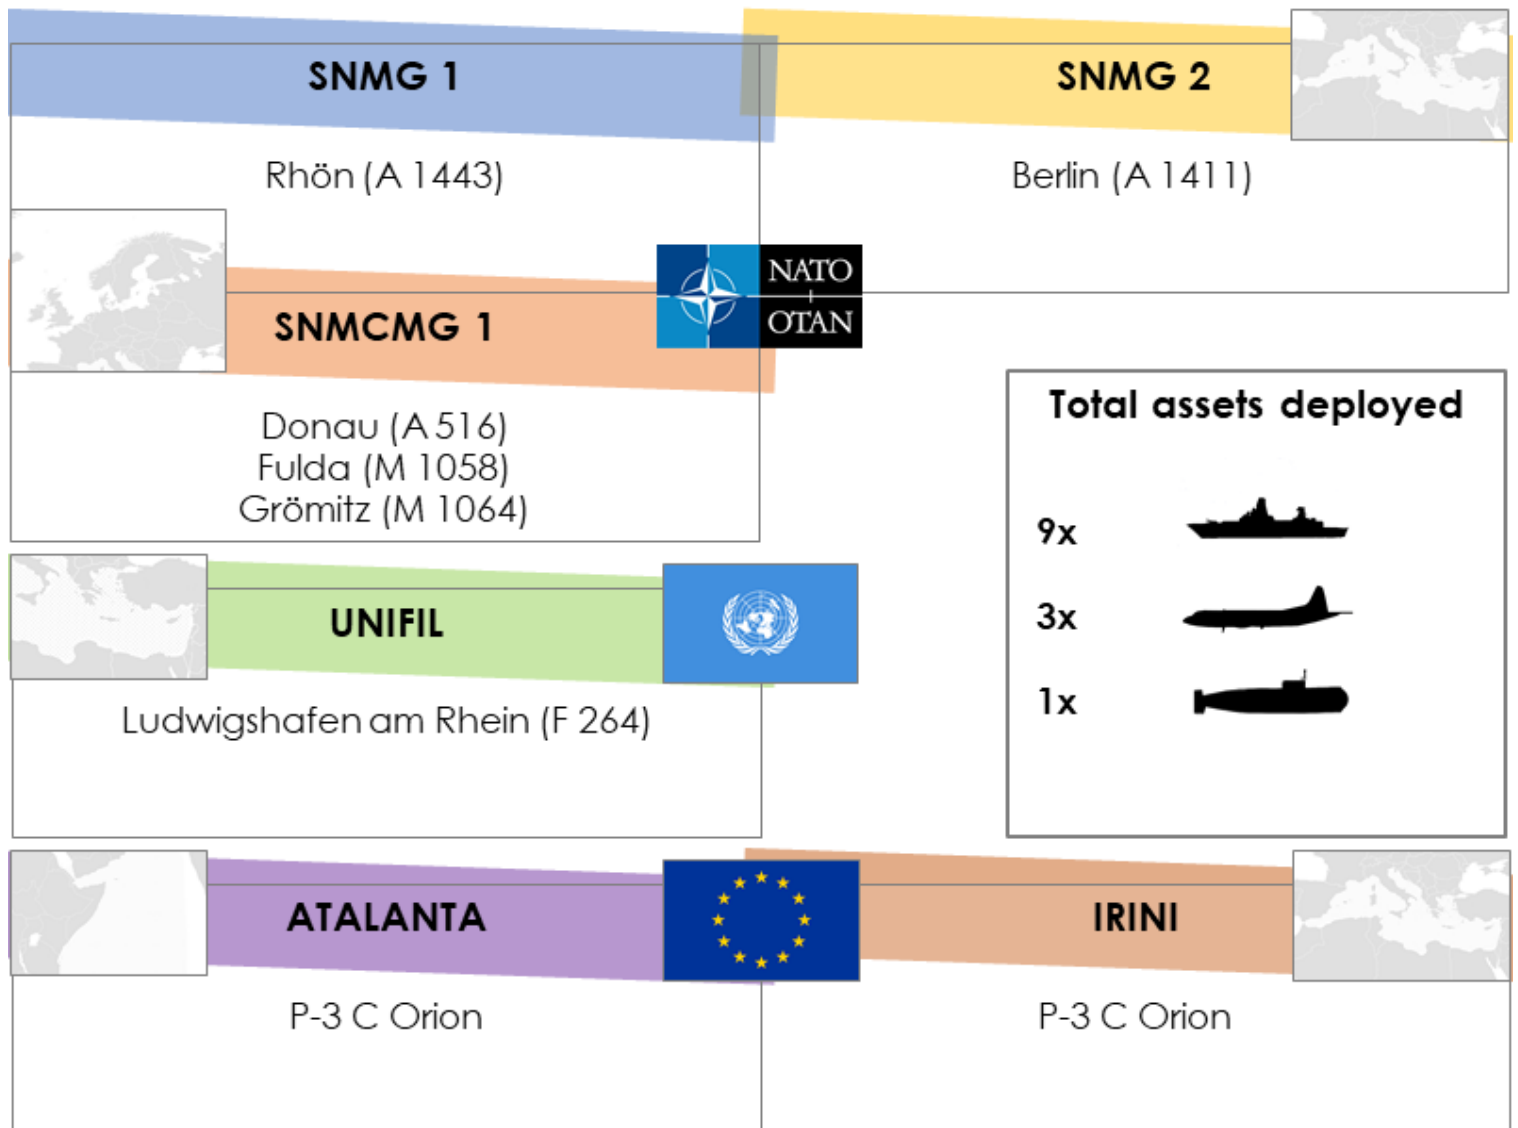 SNMG 1
Rhön (A 1443)
SNMG 2
Berlin (A 1411)
NATO
OTAN
SNMCMG 1
Donau (A 516)
Fulda (M 1058)
Grömitz (M 1064)
Total assets deployed
9x
3x
1x
UNIFIL
Ludwigshafen am Rhein (F 264)
ATALANTA
P-3 C Orion
IRINI
P-3 C Orion